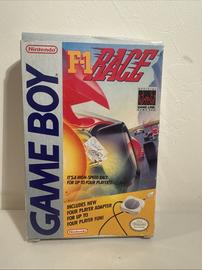 Nintendo
GAME BOY
F-1 RACE
IT'S A HIGH-SPEED RACE
FOR UP TO FOUR PLAYERS!
INCLUDES NEW
FOUR PLAYER ADAPTER
FOR UP TO
FOUR PLAYER FUN!
Nintendo